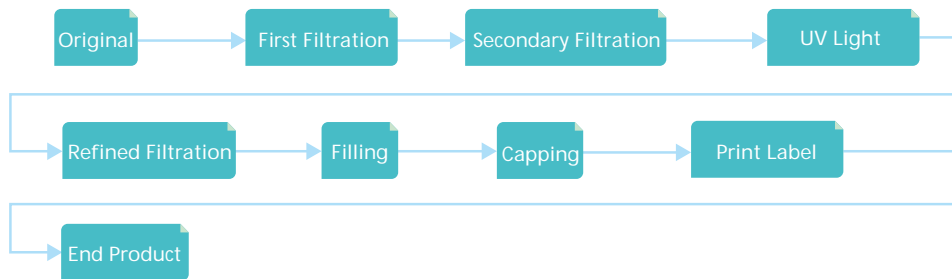 Original
First Filtration
Secondary Filtration
UV Light
Refined Filtration
Filling
Capping
Print Label
End Product